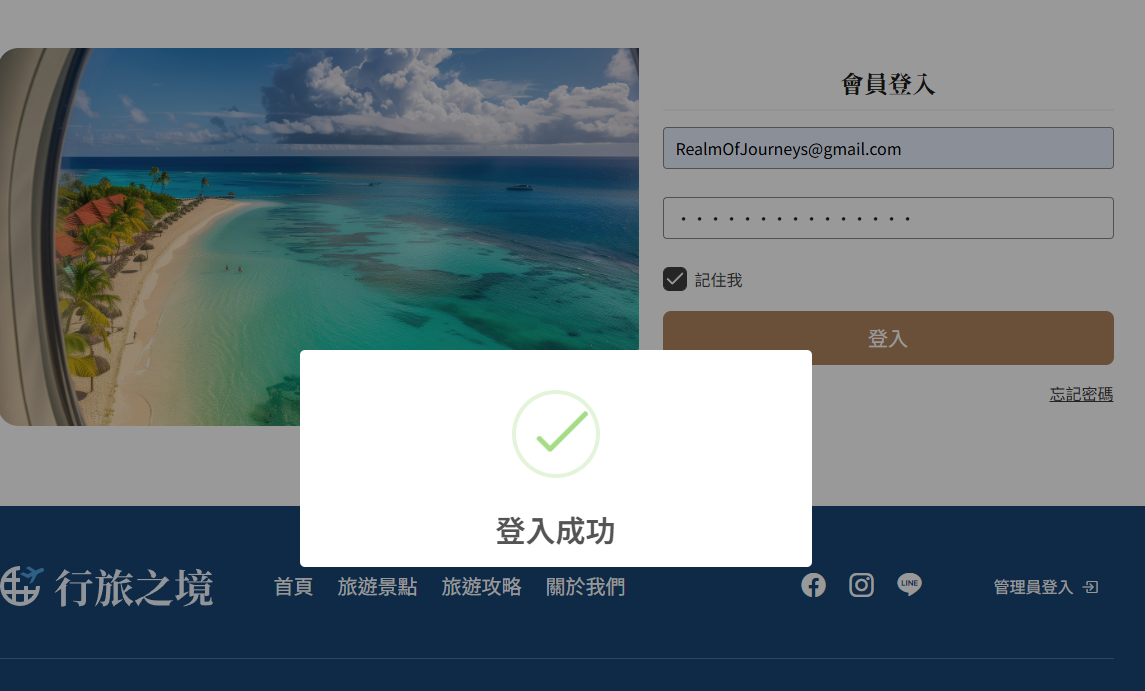 會員登入
RealmOfJourneys@gmail.com
記住我
登入
忘記密碼
登入成功
行旅之境
首頁 旅遊景點 旅遊攻略 關於我們
LINE
管理員登入